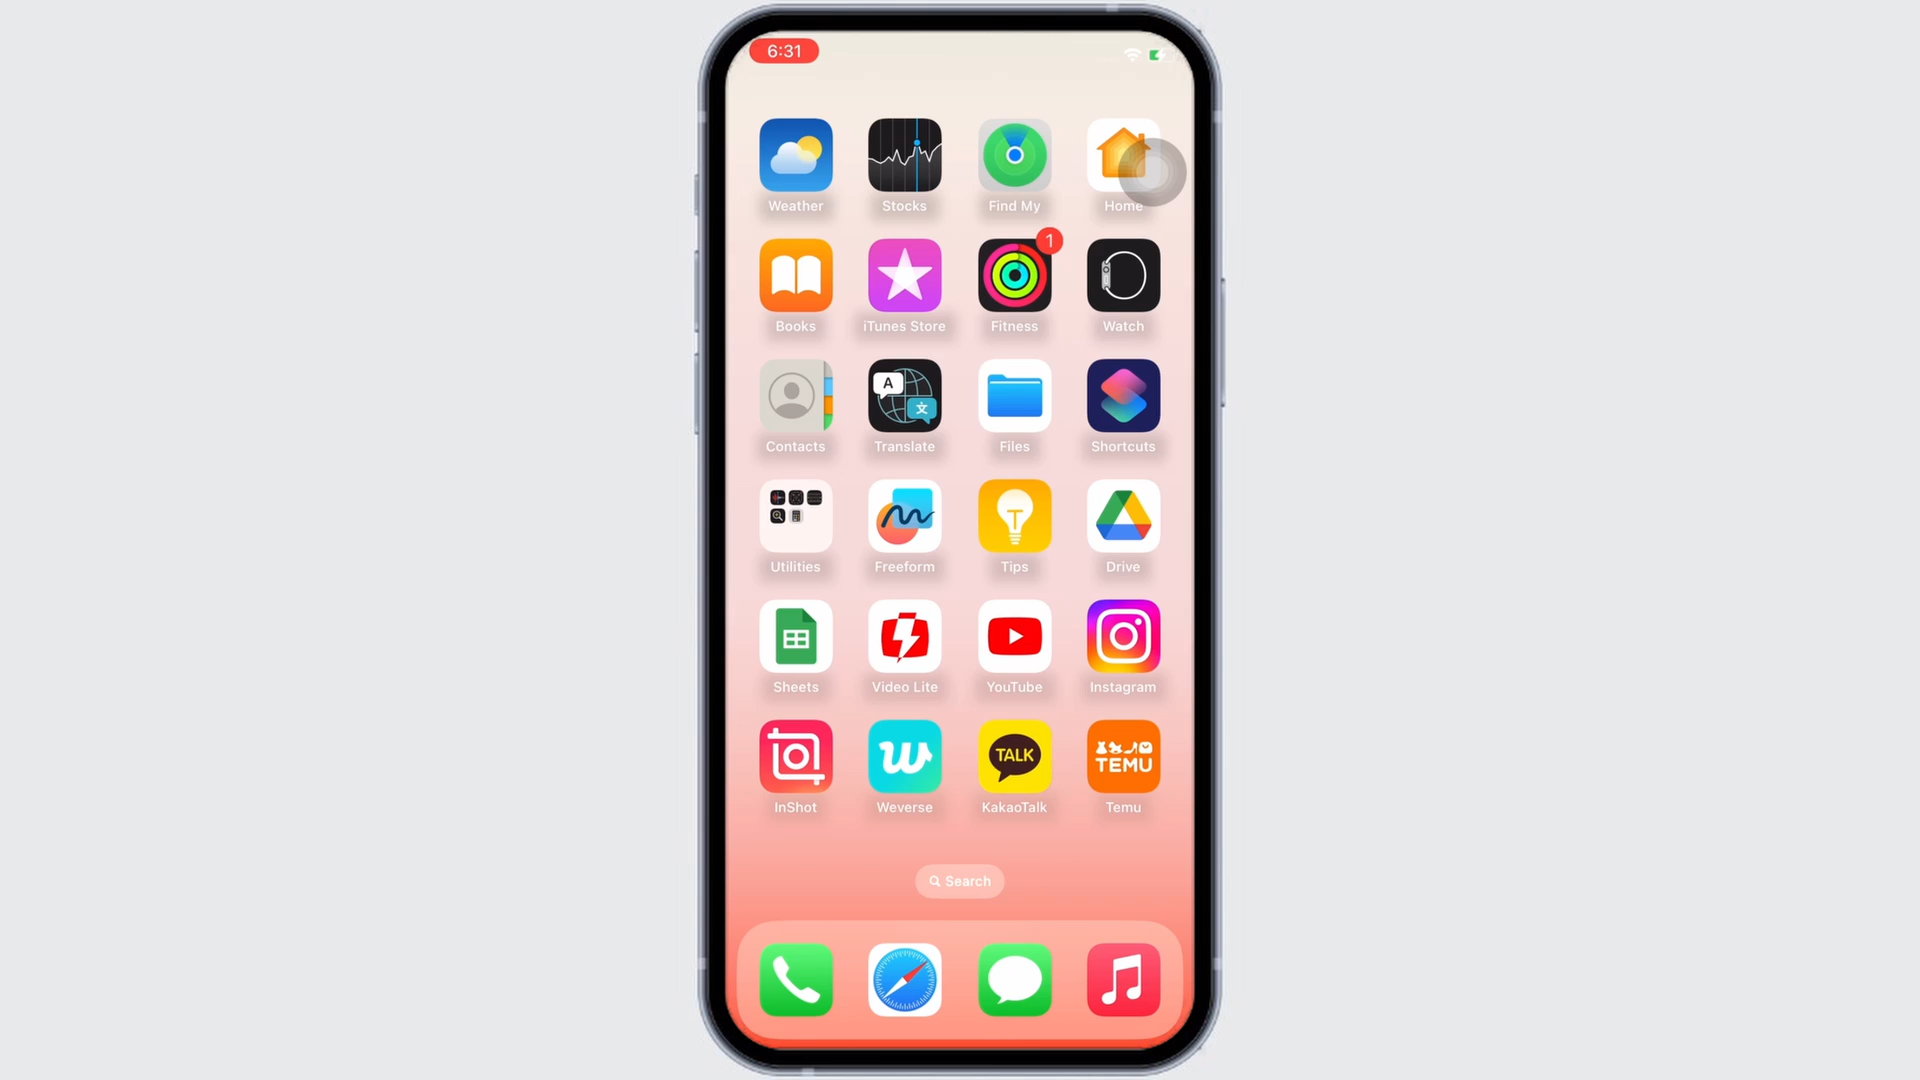 6:31
Weather Stocks Find My Home
1
Books iTunes Store Fitness Watch
A
文
Contacts Translate Files Shortcuts
Utilities Freeform Tips Drive
Sheets Video Lite YouTube Instagram
w TALK TEMU
InShot Weverse KakaoTalk Temu
Search